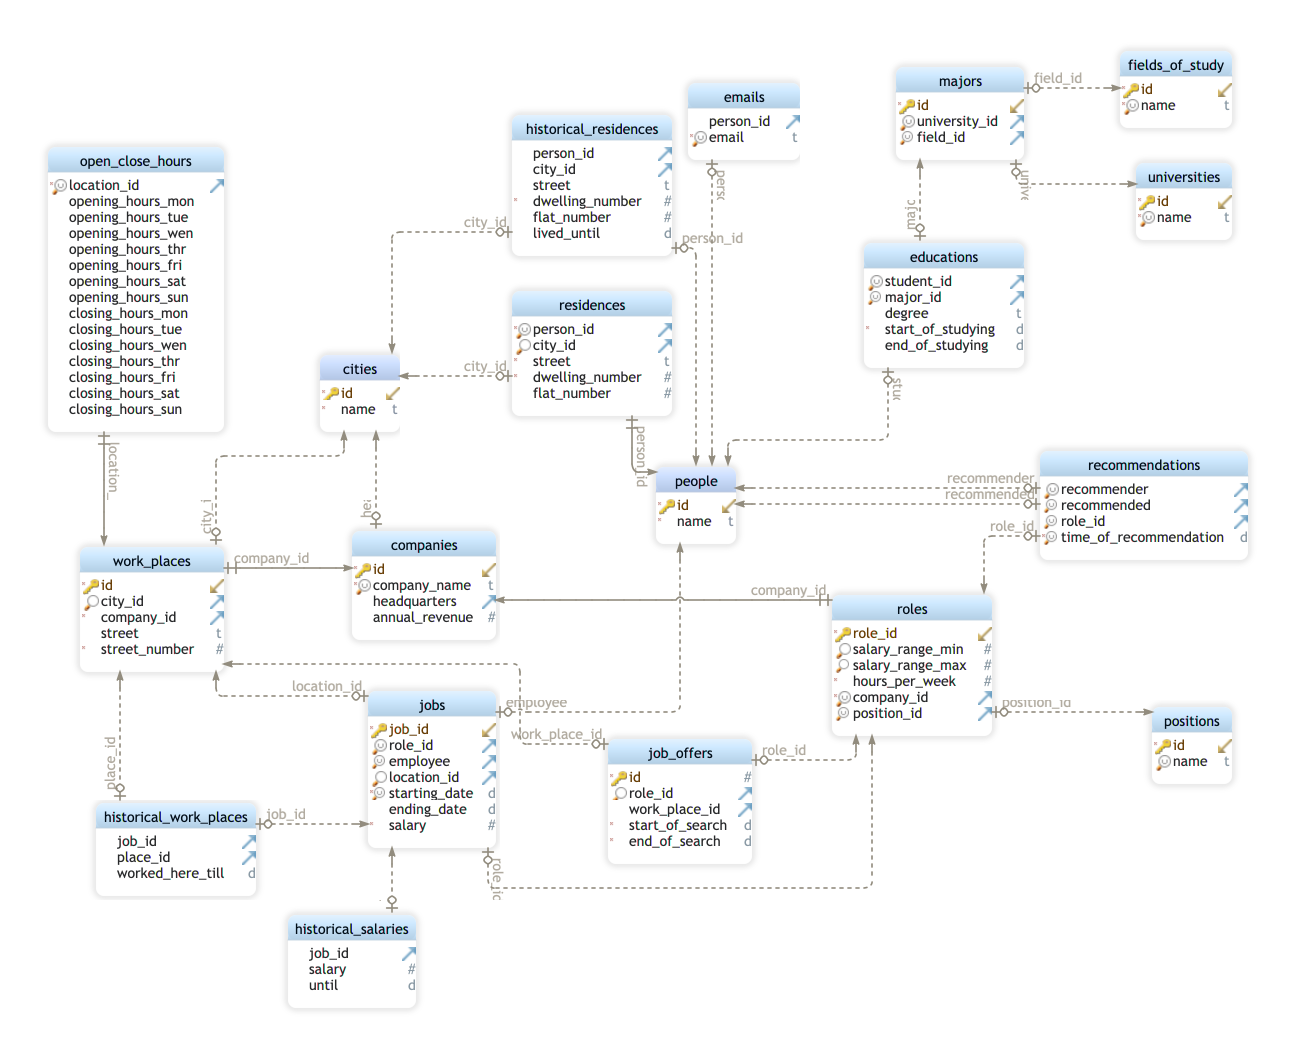 fields_of_study
id
name t
majors
id
university_id
field_id
field_id
universities
id
name t
emails
person_id
email t
historical_residences
person_id
city_id
street t
dwelling_number #
flat_number #
lived_until d
city_id
person_id
open_close_hours
location_id
opening_hours_mon
opening_hours_tue
opening_hours_wen
opening_hours_thr
opening_hours_fri
opening_hours_sat
opening_hours_sun
closing_hours_mon
closing_hours_tue
closing_hours_wen
closing_hours_thr
closing_hours_fri
closing_hours_sat
closing_hours_sun
location_
educations
student_id
major_id
degree t
start_of_studying d
end_of_studying d
majc
stuc
residences
person_id
city_id
street t
dwelling_number #
flat_number #
city_id
person_id
cities
id
name t
city_i
people
id
name t
recommendations
recommender
recommended
role_id
time_of_recommendation d
recommender
recommended
role_id
work_places
id
city_id
company_id
street t
street_number #
company_id
companies
id
company_name t
headquarters
annual_revenue #
company_id
roles
role_id
salary_range_min #
salary_range_max #
hours_per_week #
company_id
position_id
position_id
positions
id
name t
location_id
jobs
job_id
role_id
employee
location_id
starting_date d
ending_date d
salary #
employee
work_place_id
job_offers
id #
role_id
work_place_id
start_of_search d
end_of_search d
role_id
place_id
historical_work_places
job_id
place_id
worked_here_till d
job_id
role_ic
historical_salaries
job_id
salary #
until d